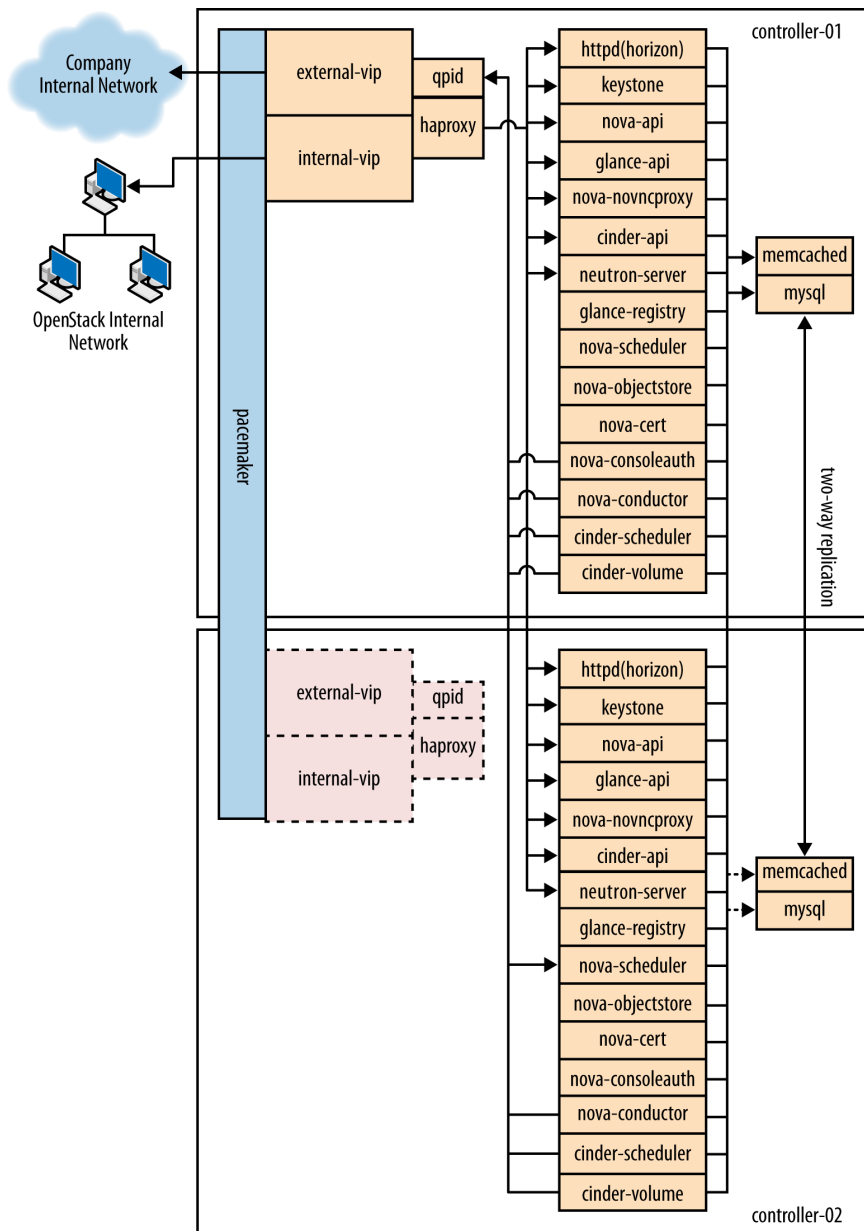 controller-01
Company
Internal Network
external-vip
qpid
haproxy
internal-vip
OpenStack Internal
Network
pacemaker
httpd(horizon)
keystone
nova-api
glance-api
nova-novncproxy
cinder-api
neutron-server
glance-registry
nova-scheduler
nova-objectstore
nova-cert
nova-consoleauth
nova-conductor
cinder-scheduler
cinder-volume
memcached
mysql
two-way replication
external-vip
qpid
haproxy
internal-vip
httpd(horizon)
keystone
nova-api
glance-api
nova-novncproxy
cinder-api
neutron-server
glance-registry
nova-scheduler
nova-objectstore
nova-cert
nova-consoleauth
nova-conductor
cinder-scheduler
cinder-volume
memcached
mysql
controller-02